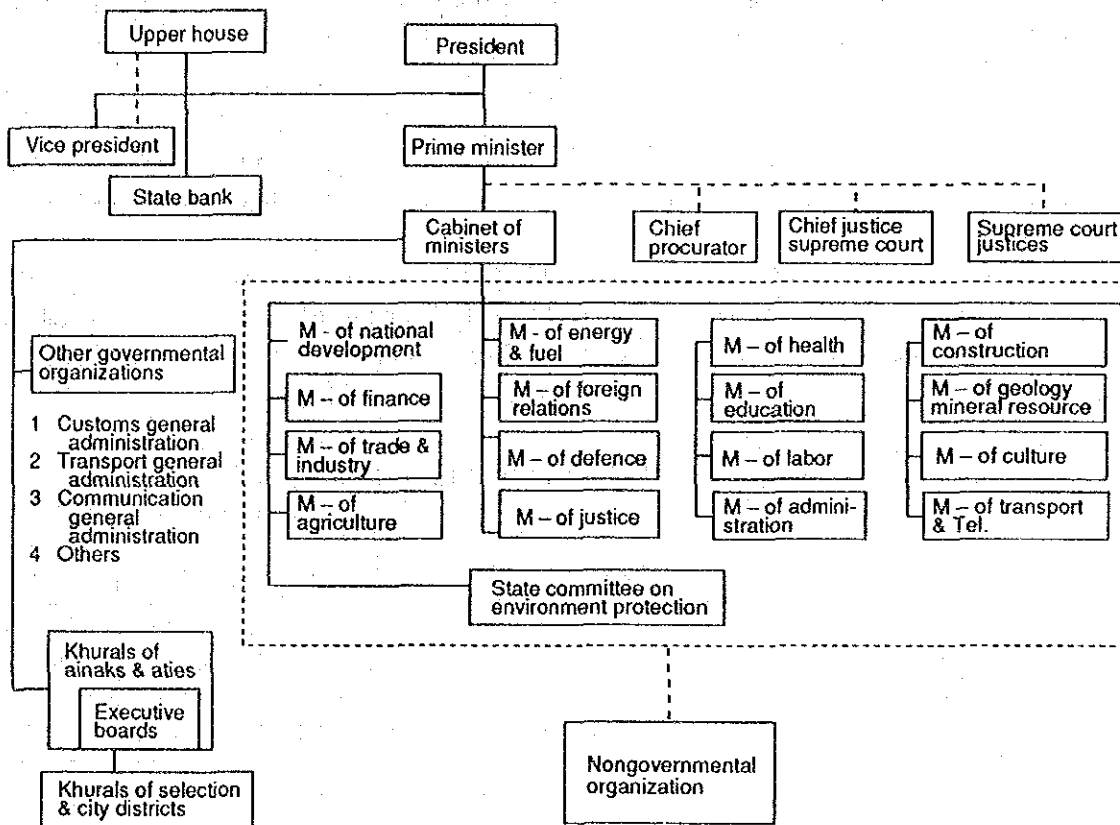 Upper house
President
Vice president
Prime minister
State bank
Cabinet of
ministers
Chief
procurator
Chief justice
supreme court
Supreme court
justices
Other governmental
organizations
1 Customs general
administration
2 Transport general
administration
3 Communication
general
administration
4 Others
M - of national
development
M – of finance
M – of trade &
industry
M – of
agriculture
M - of energy
& fuel
M – of foreign
relations
M – of defence
M – of justice
M – of health
M – of
education
M – of labor
M – of admini-
stration
M – of
construction
M – of geology
mineral resource
M – of culture
M – of transport
& Tel.
State committee on
environment protection
Khurals of
ainaks & aties
Executive
boards
Khurals of selection
& city districts
Nongovernmental
organization